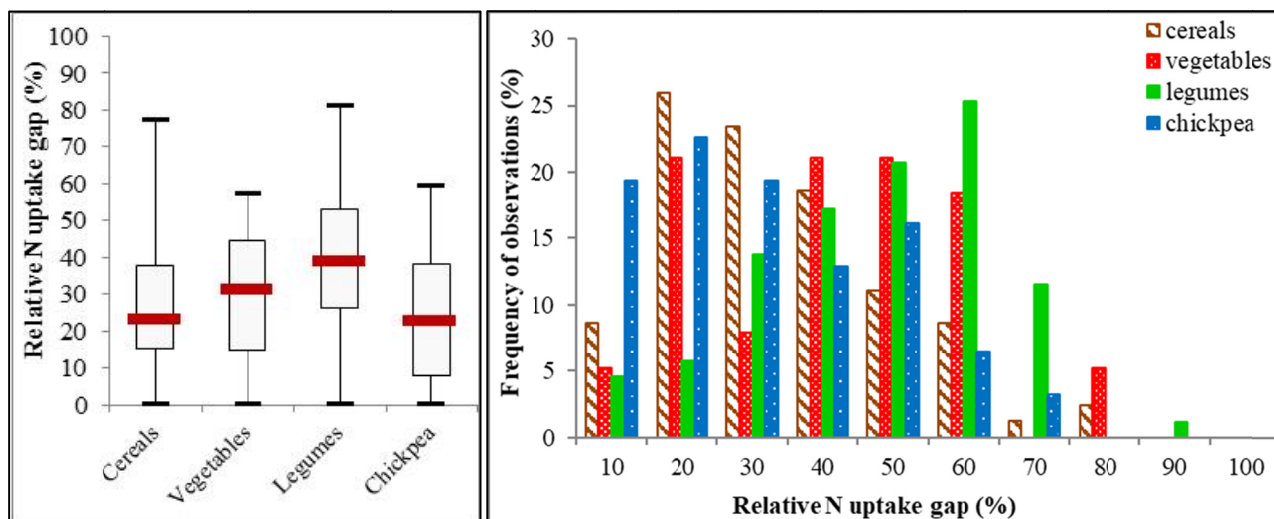 Relative N uptake gap (%)
100
90
80
70
60
50
40
30
20
10
0
Cereals
Vegetables
Legumes
Chickpea
Frequency of observations (%)
30
25
20
15
10
5
0
cereals
vegetables
legumes
chickpea
10 20 30 40 50 60 70 80 90 100
Relative N uptake gap (%)